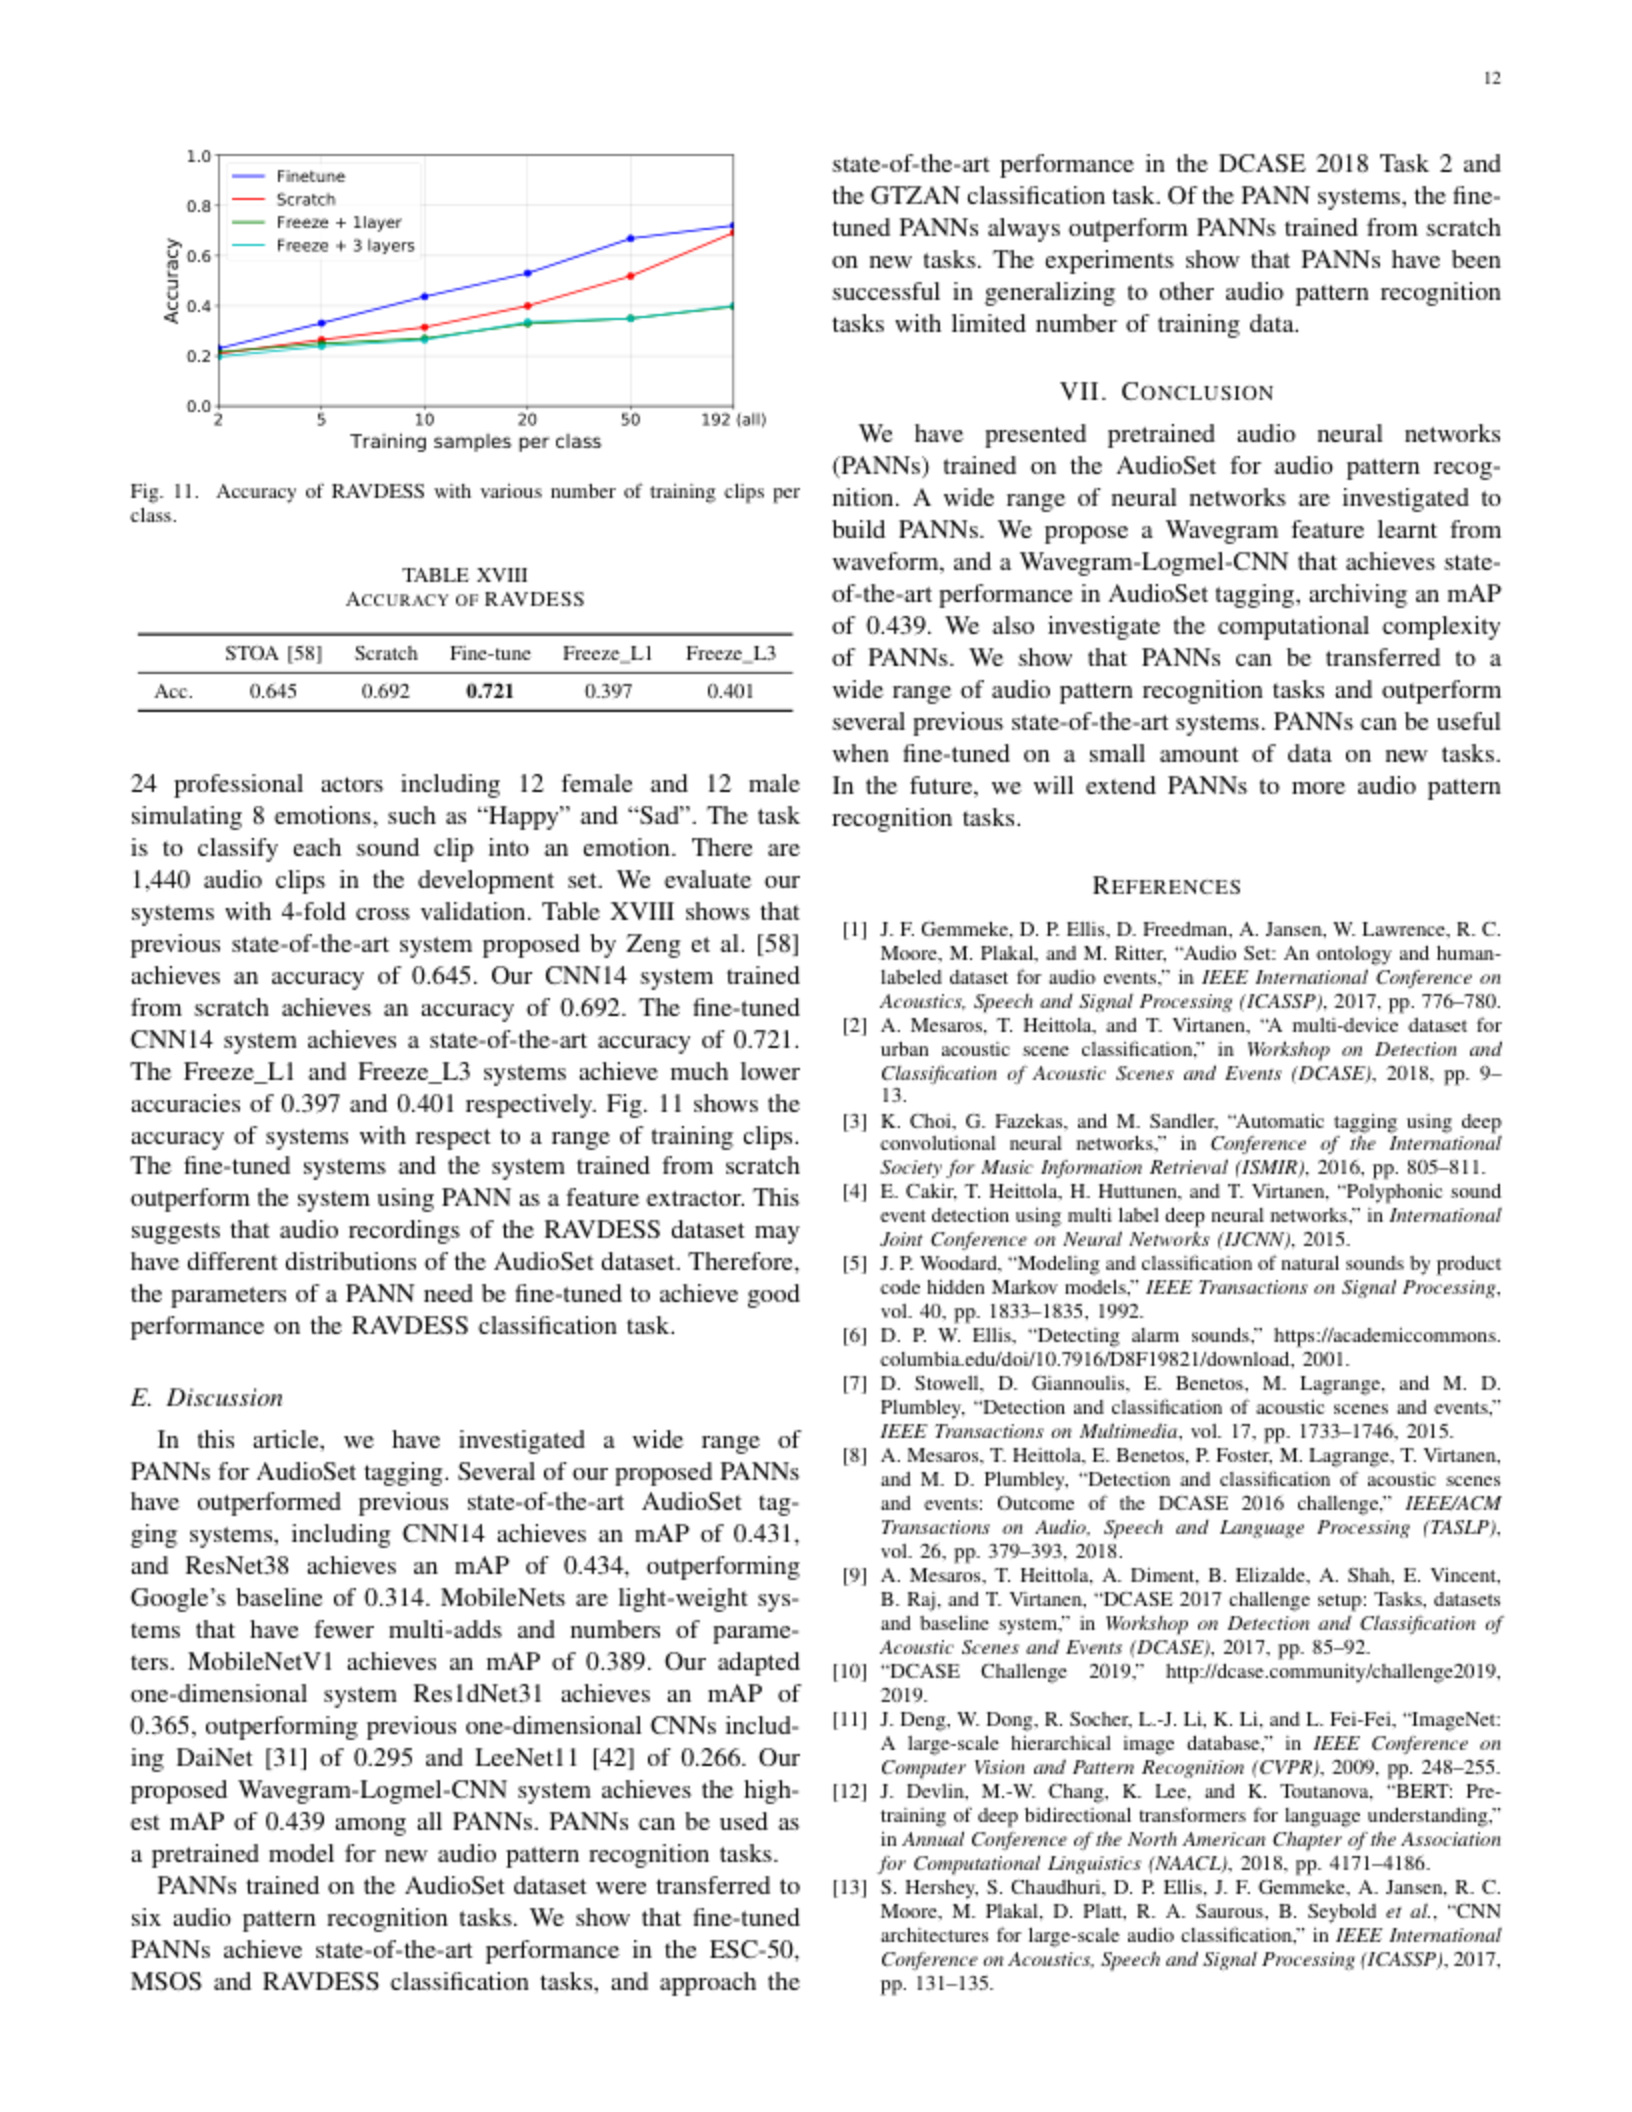 12
1.0
0.8
0.6
0.4
0.2
0.0
Accuracy
Finetune
Scratch
Freeze + 1layer
Freeze + 3 layers
2 5 10 20 50 192 (all)
Training samples per class
Fig. 11. Accuracy of RAVDESS with various number of training clips per
class.
TABLE XVIII
ACCURACY OF RAVDESS
STOA [58] Scratch Fine-tune Freeze_L1 Freeze_L3
Acc. 0.645 0.692 0.721 0.397 0.401
24 professional actors including 12 female and 12 male
simulating 8 emotions, such as “Happy” and “Sad”. The task
is to classify each sound clip into an emotion. There are
1,440 audio clips in the development set. We evaluate our
systems with 4-fold cross validation. Table XVIII shows that
previous state-of-the-art system proposed by Zeng et al. [58]
achieves an accuracy of 0.645. Our CNN14 system trained
from scratch achieves an accuracy of 0.692. The fine-tuned
CNN14 system achieves a state-of-the-art accuracy of 0.721.
The Freeze_L1 and Freeze_L3 systems achieve much lower
accuracies of 0.397 and 0.401 respectively. Fig. 11 shows the
accuracy of systems with respect to a range of training clips.
The fine-tuned systems and the system trained from scratch
outperform the system using PANN as a feature extractor. This
suggests that audio recordings of the RAVDESS dataset may
have different distributions of the AudioSet dataset. Therefore,
the parameters of a PANN need be fine-tuned to achieve good
performance on the RAVDESS classification task.
E. Discussion
In this article, we have investigated a wide range of
PANNs for AudioSet tagging. Several of our proposed PANNs
have outperformed previous state-of-the-art AudioSet tag-
ging systems, including CNN14 achieves an mAP of 0.431,
and ResNet38 achieves an mAP of 0.434, outperforming
Google’s baseline of 0.314. MobileNets are light-weight sys-
tems that have fewer multi-adds and numbers of parame-
ters. MobileNetV1 achieves an mAP of 0.389. Our adapted
one-dimensional system Res1dNet31 achieves an mAP of
0.365, outperforming previous one-dimensional CNNs includ-
ing DaiNet [31] of 0.295 and LeeNet11 [42] of 0.266. Our
proposed Wavegram-Logmel-CNN system achieves the high-
est mAP of 0.439 among all PANNs. PANNs can be used as
a pretrained model for new audio pattern recognition tasks.
PANNs trained on the AudioSet dataset were transferred to
six audio pattern recognition tasks. We show that fine-tuned
PANNs achieve state-of-the-art performance in the ESC-50,
MSOS and RAVDESS classification tasks, and approach the
state-of-the-art performance in the DCASE 2018 Task 2 and
the GTZAN classification task. Of the PANN systems, the fine-
tuned PANNs always outperform PANNs trained from scratch
on new tasks. The experiments show that PANNs have been
successful in generalizing to other audio pattern recognition
tasks with limited number of training data.
VII. CONCLUSION
We have presented pretrained audio neural networks
(PANNs) trained on the AudioSet for audio pattern recog-
nition. A wide range of neural networks are investigated to
build PANNs. We propose a Wavegram feature learnt from
waveform, and a Wavegram-Logmel-CNN that achieves state-
of-the-art performance in AudioSet tagging, archiving an mAP
of 0.439. We also investigate the computational complexity
of PANNs. We show that PANNs can be transferred to a
wide range of audio pattern recognition tasks and outperform
several previous state-of-the-art systems. PANNs can be useful
when fine-tuned on a small amount of data on new tasks.
In the future, we will extend PANNs to more audio pattern
recognition tasks.
REFERENCES
[1] J. F. Gemmeke, D. P. Ellis, D. Freedman, A. Jansen, W. Lawrence, R. C.
Moore, M. Plakal, and M. Ritter, “Audio Set: An ontology and human-
labeled dataset for audio events,” in IEEE International Conference on
Acoustics, Speech and Signal Processing (ICASSP), 2017, pp. 776–780.
[2] A. Mesaros, T. Heittola, and T. Virtanen, “A multi-device dataset for
urban acoustic scene classification,” in Workshop on Detection and
Classification of Acoustic Scenes and Events (DCASE), 2018, pp. 9–
13.
[3] K. Choi, G. Fazekas, and M. Sandler, “Automatic tagging using deep
convolutional neural networks,” in Conference of the International
Society for Music Information Retrieval (ISMIR), 2016, pp. 805–811.
[4] E. Cakir, T. Heittola, H. Huttunen, and T. Virtanen, “Polyphonic sound
event detection using multi label deep neural networks,” in International
Joint Conference on Neural Networks (IJCNN), 2015.
[5] J. P. Woodard, “Modeling and classification of natural sounds by product
code hidden Markov models,” IEEE Transactions on Signal Processing,
vol. 40, pp. 1833–1835, 1992.
[6] D. P. W. Ellis, “Detecting alarm sounds,” https://academiccommons.
columbia.edu/doi/10.7916/D8F19821/download, 2001.
[7] D. Stowell, D. Giannoulis, E. Benetos, M. Lagrange, and M. D.
Plumbley, “Detection and classification of acoustic scenes and events,”
IEEE Transactions on Multimedia, vol. 17, pp. 1733–1746, 2015.
[8] A. Mesaros, T. Heittola, E. Benetos, P. Foster, M. Lagrange, T. Virtanen,
and M. D. Plumbley, “Detection and classification of acoustic scenes
and events: Outcome of the DCASE 2016 challenge,” IEEE/ACM
Transactions on Audio, Speech and Language Processing (TASLP),
vol. 26, pp. 379–393, 2018.
[9] A. Mesaros, T. Heittola, A. Diment, B. Elizalde, A. Shah, E. Vincent,
B. Raj, and T. Virtanen, “DCASE 2017 challenge setup: Tasks, datasets
and baseline system,” in Workshop on Detection and Classification of
Acoustic Scenes and Events (DCASE), 2017, pp. 85–92.
[10] “DCASE Challenge 2019,” http://dcase.community/challenge2019,
2019.
[11] J. Deng, W. Dong, R. Socher, L.-J. Li, K. Li, and L. Fei-Fei, “ImageNet:
A large-scale hierarchical image database,” in IEEE Conference on
Computer Vision and Pattern Recognition (CVPR), 2009, pp. 248–255.
[12] J. Devlin, M.-W. Chang, K. Lee, and K. Toutanova, “BERT: Pre-
training of deep bidirectional transformers for language understanding,”
in Annual Conference of the North American Chapter of the Association
for Computational Linguistics (NAACL), 2018, pp. 4171–4186.
[13] S. Hershey, S. Chaudhuri, D. P. Ellis, J. F. Gemmeke, A. Jansen, R. C.
Moore, M. Plakal, D. Platt, R. A. Saurous, B. Seybold et al., “CNN
architectures for large-scale audio classification,” in IEEE International
Conference on Acoustics, Speech and Signal Processing (ICASSP), 2017,
pp. 131–135.